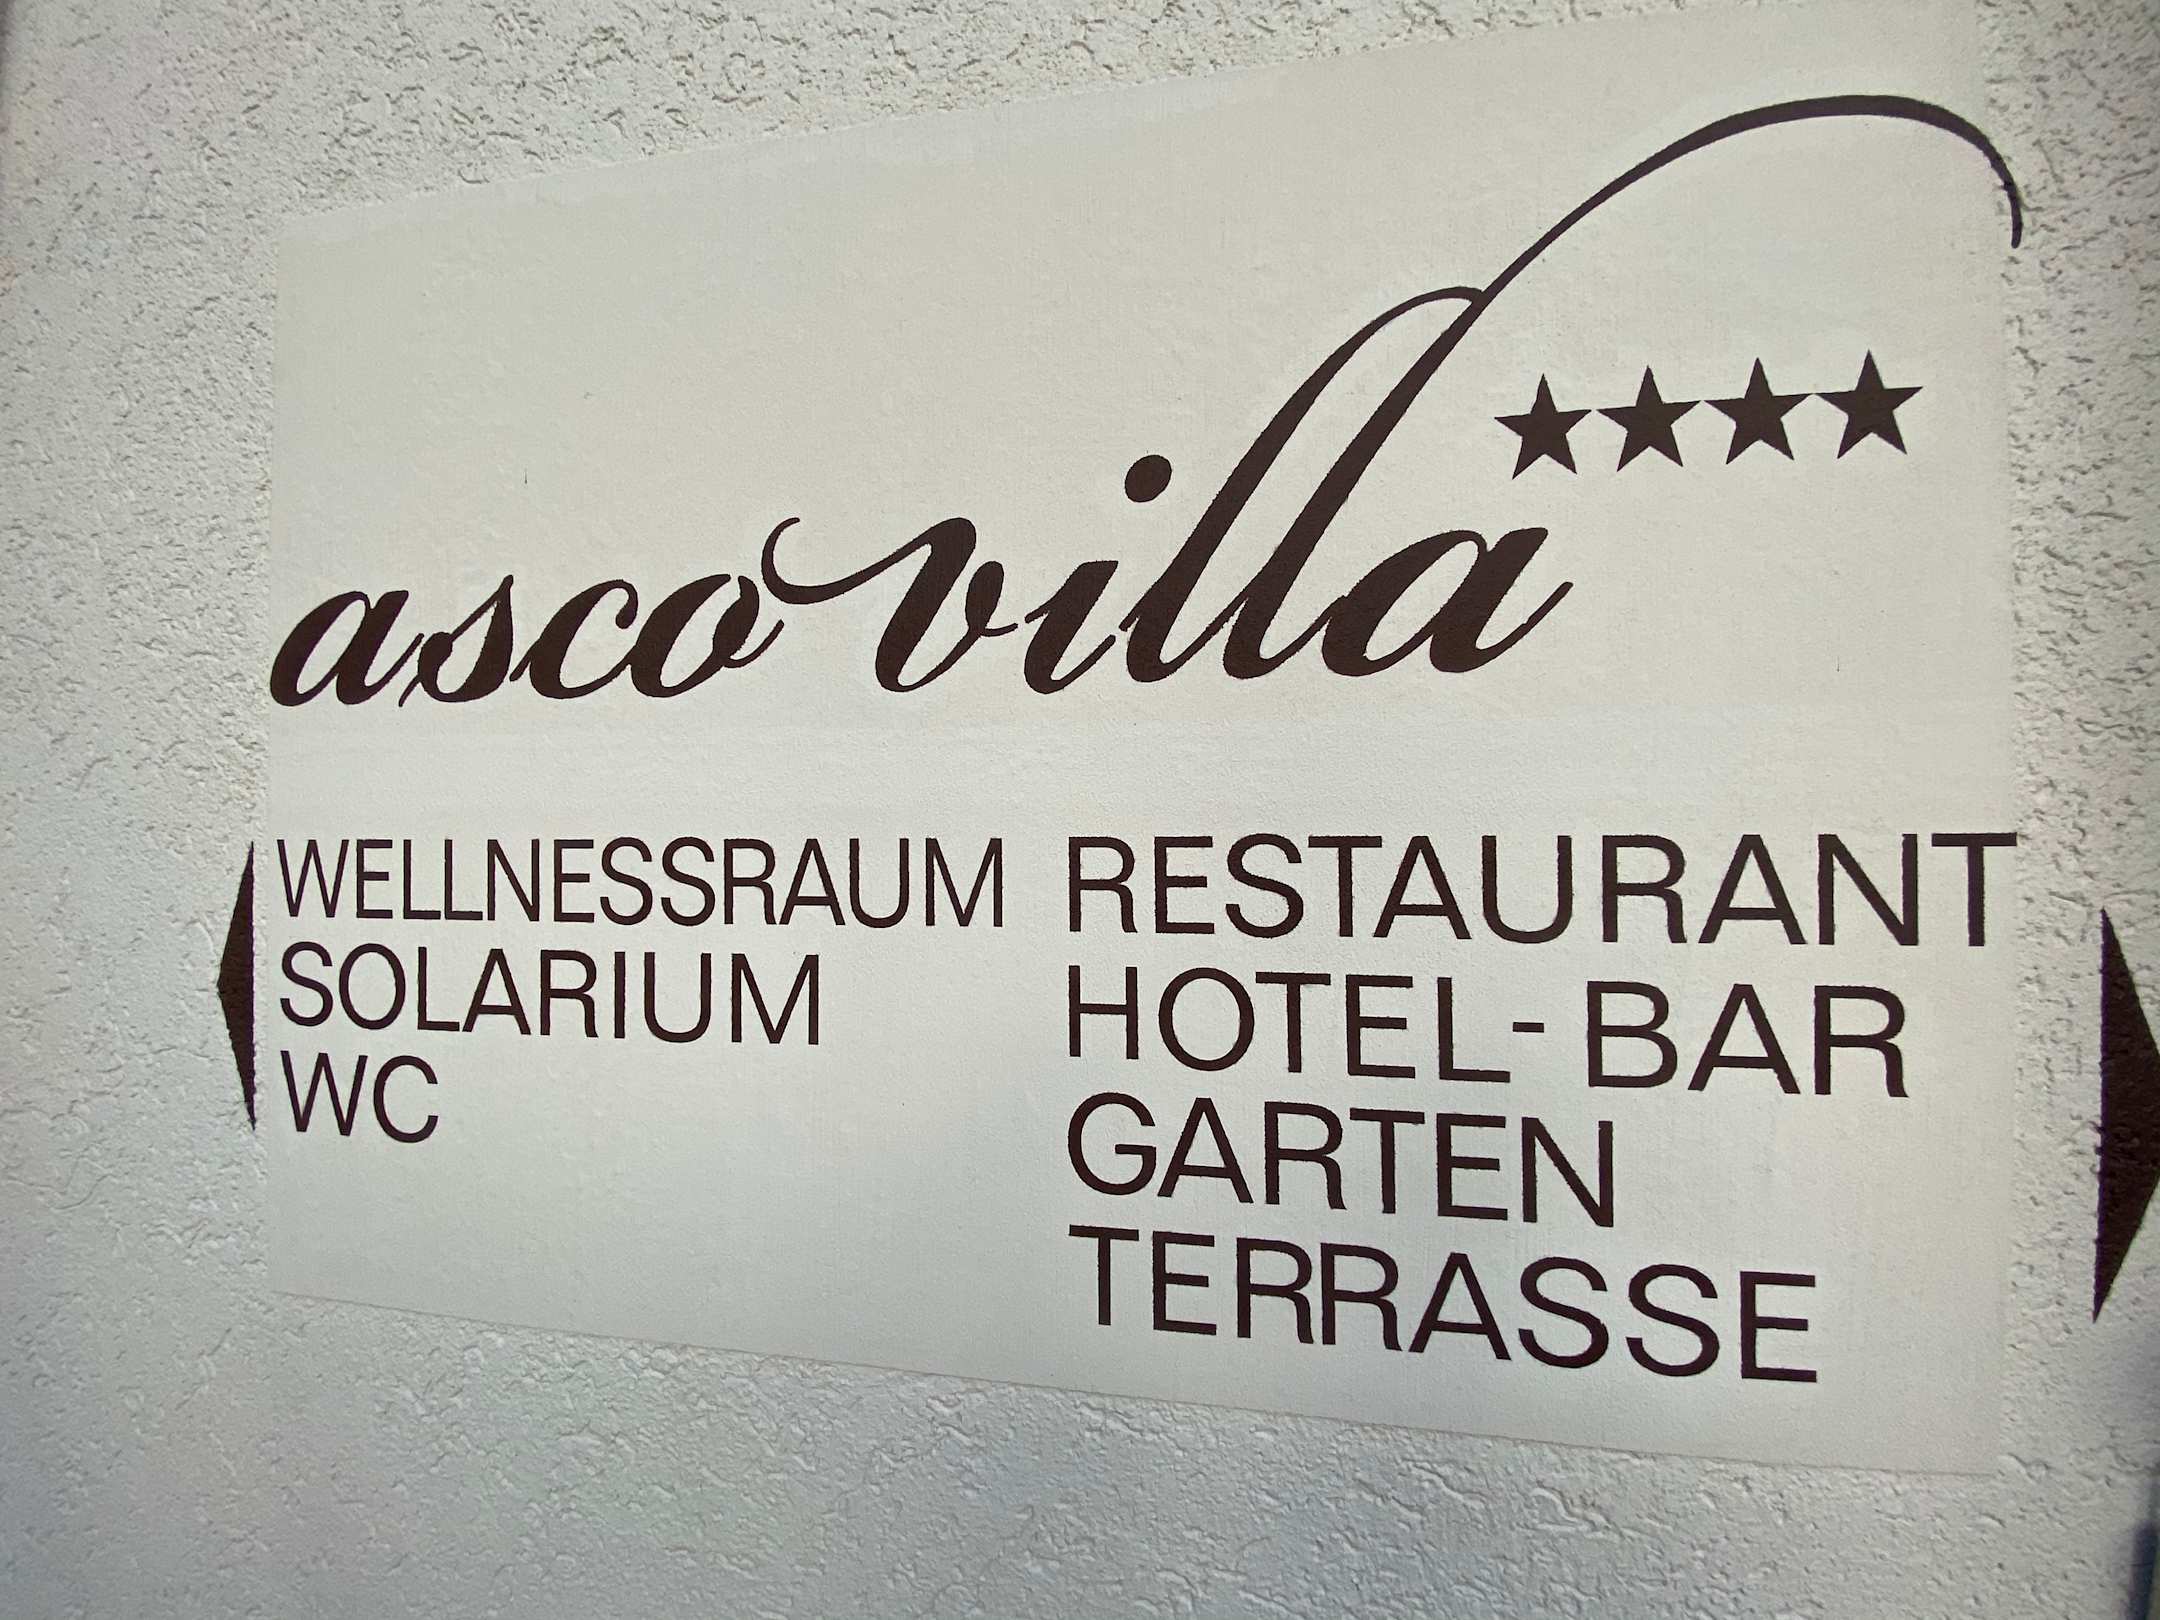 asco villa
WELLNESSRAUM
SOLARIUM
WC
RESTAURANT
HOTEL-BAR
GARTEN
TERRASSE